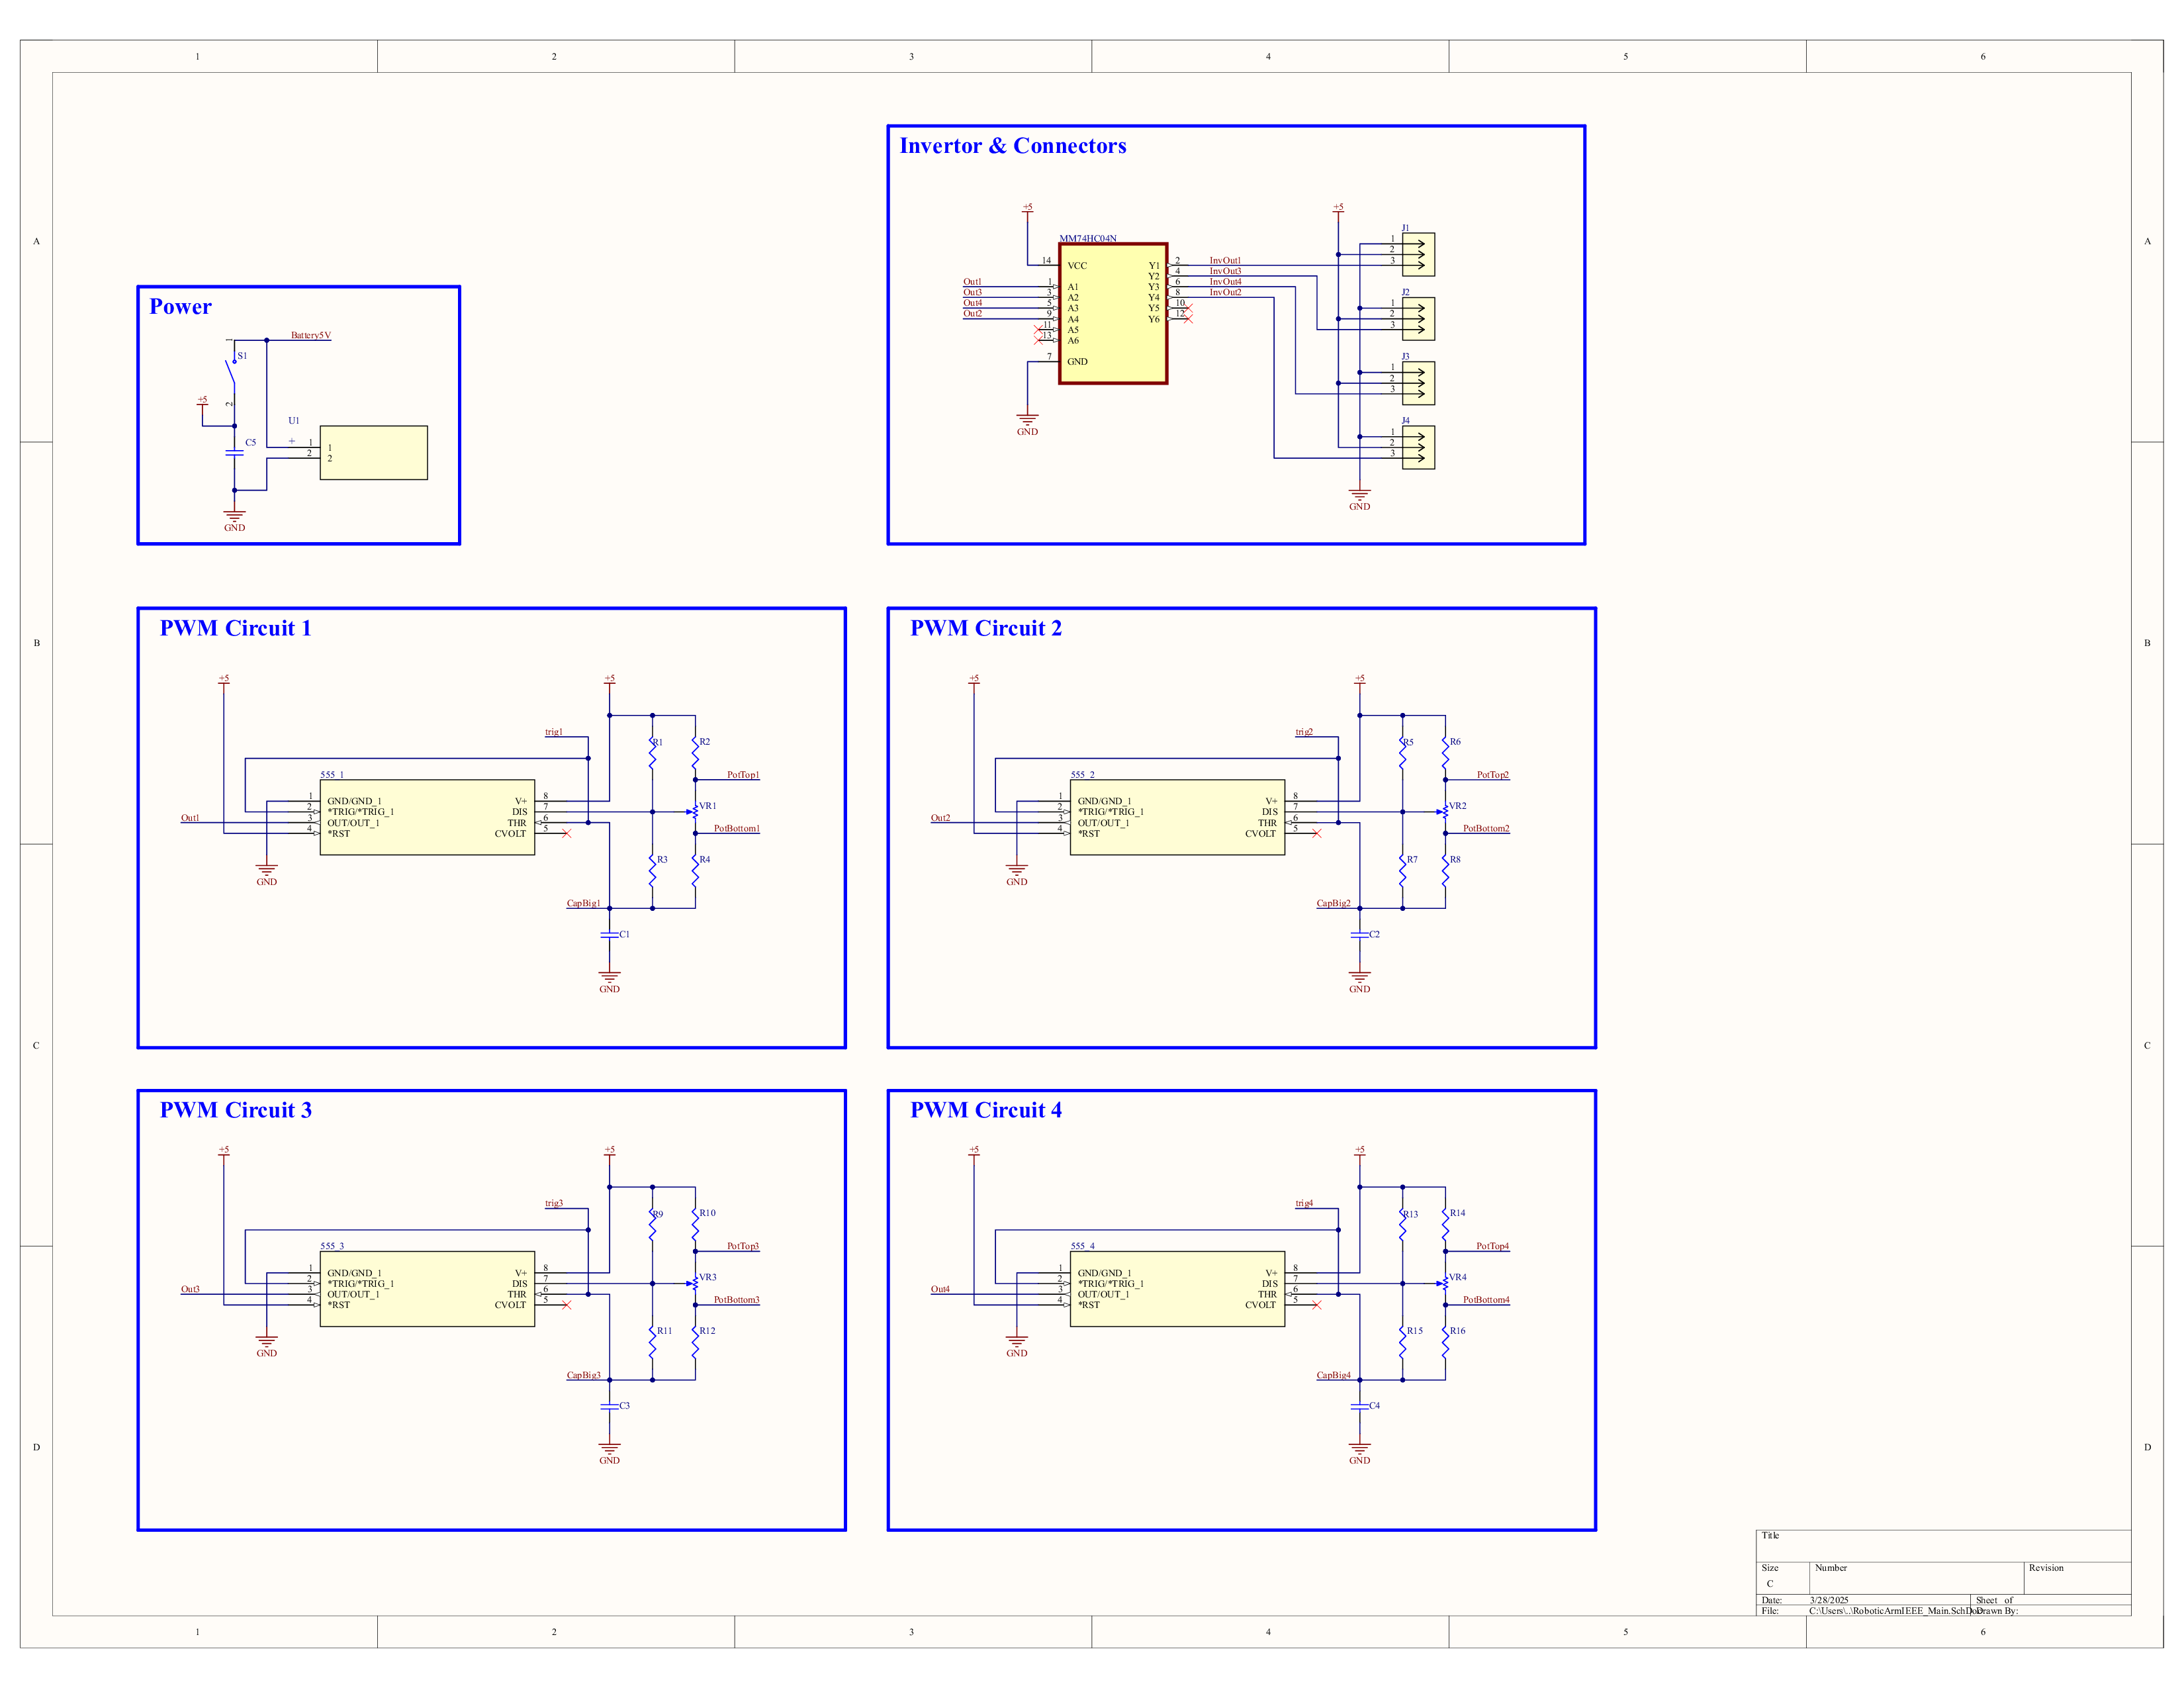 1 2 3 4 5 6
A A
B B
C C
D D
Invertor & Connectors
+5
+5
MM74HC04N
14 VCC
Out1 1 A1
Out3 3 A2
Out4 5 A3
Out2 9 A4
11 A5
13 A6
7 GND
GND
Y1 2 InvOut1
Y2 4 InvOut3
Y3 6 InvOut4
Y4 8 InvOut2
Y5 10
Y6 12
J1
1
2
3
J2
1
2
3
J3
1
2
3
J4
1
2
3
GND
Power
Battery5V
1
S1
2
+5
C5
U1
+
1 1
2 2
GND
PWM Circuit 1
+5
+5
trig1
R1
R2
PotTop1
555_1
1 GND/GND_1
2 *TRIG/*TRIG_1
Out1 3 OUT/OUT_1
4 *RST
V+ 8
DIS 7
THR 6
CVOLT 5
VR1
PotBottom1
R3
R4
GND
CapBig1
C1
GND
PWM Circuit 2
+5
+5
trig2
R5
R6
PotTop2
555_2
1 GND/GND_1
2 *TRIG/*TRIG_1
Out2 3 OUT/OUT_1
4 *RST
V+ 8
DIS 7
THR 6
CVOLT 5
VR2
PotBottom2
R7
R8
GND
CapBig2
C2
GND
PWM Circuit 3
+5
+5
trig3
R9
R10
PotTop3
555_3
1 GND/GND_1
2 *TRIG/*TRIG_1
Out3 3 OUT/OUT_1
4 *RST
V+ 8
DIS 7
THR 6
CVOLT 5
VR3
PotBottom3
R11
R12
GND
CapBig3
C3
GND
PWM Circuit 4
+5
+5
trig4
R13
R14
PotTop4
555_4
1 GND/GND_1
2 *TRIG/*TRIG_1
Out4 3 OUT/OUT_1
4 *RST
V+ 8
DIS 7
THR 6
CVOLT 5
VR4
PotBottom4
R15
R16
GND
CapBig4
C4
GND
Title
Size Number Revision
C
Date: 3/28/2025 Sheet of
File: C:\Users\..\RoboticArmIEEE_Main.SchDoc Drawn By:
1 2 3 4 5 6